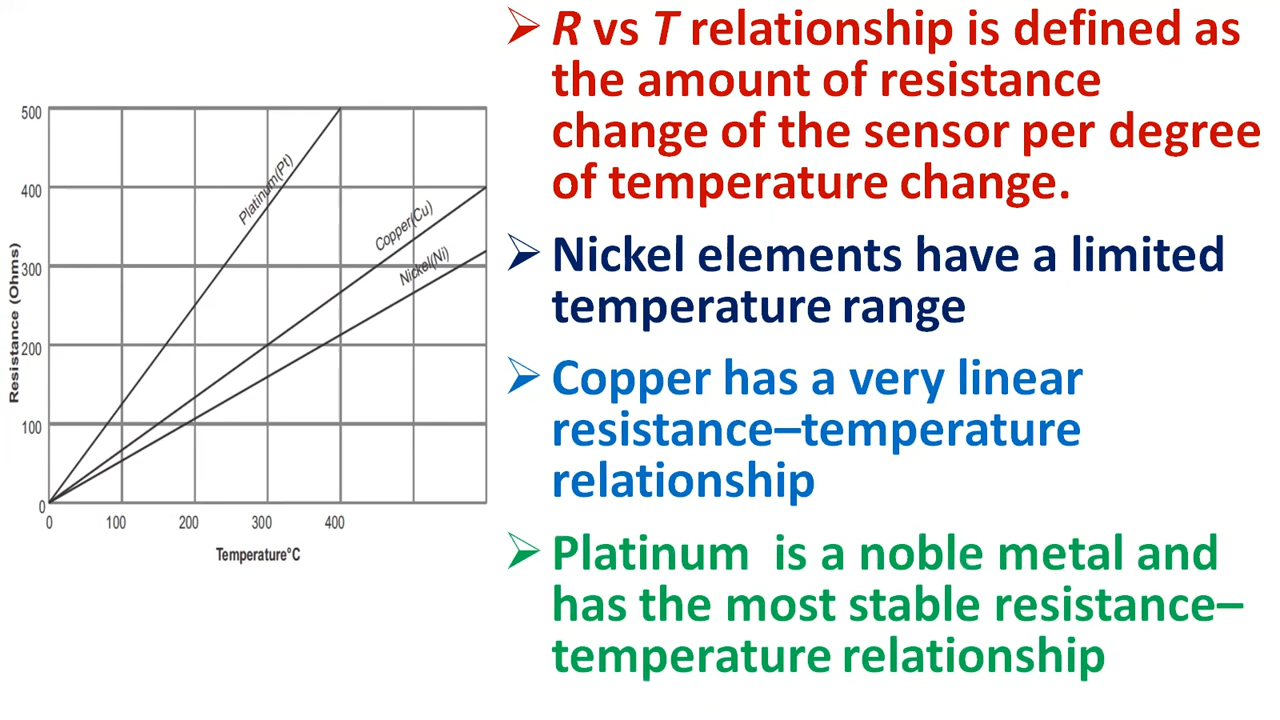 ➢ R vs T relationship is defined as
the amount of resistance
change of the sensor per degree
of temperature change.
➢ Nickel elements have a limited
temperature range
➢ Copper has a very linear
resistance–temperature
relationship
➢ Platinum is a noble metal and
has the most stable resistance–
temperature relationship
500
400
300
200
100
0
Resistance (Ohms)
Platinum(Pt)
Copper(Cu)
Nickel(Ni)
0 100 200 300 400
Temperature°C